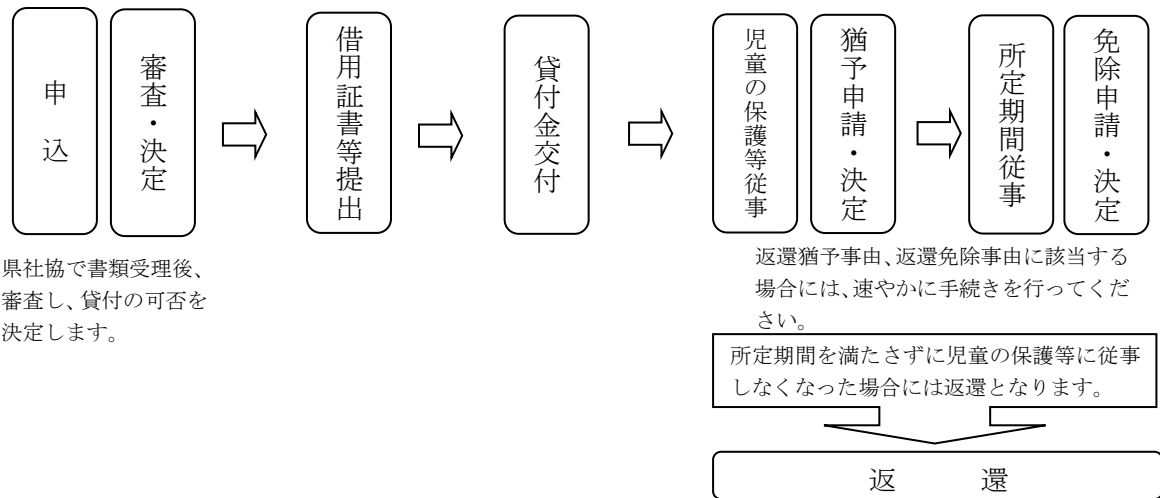 申込
審査・決定
借用証書等提出
貸付金交付
児童の保護等従事
猶予申請・決定
所定期間従事
免除申請・決定
県社協で書類受理後、
審査し、貸付の可否を
決定します。
返還猶予事由、返還免除事由に該当する
場合には、速やかに手続きを行ってくだ
さい。
所定期間を満たさずに児童の保護等に従事
しなくなった場合には返還となります。
返還